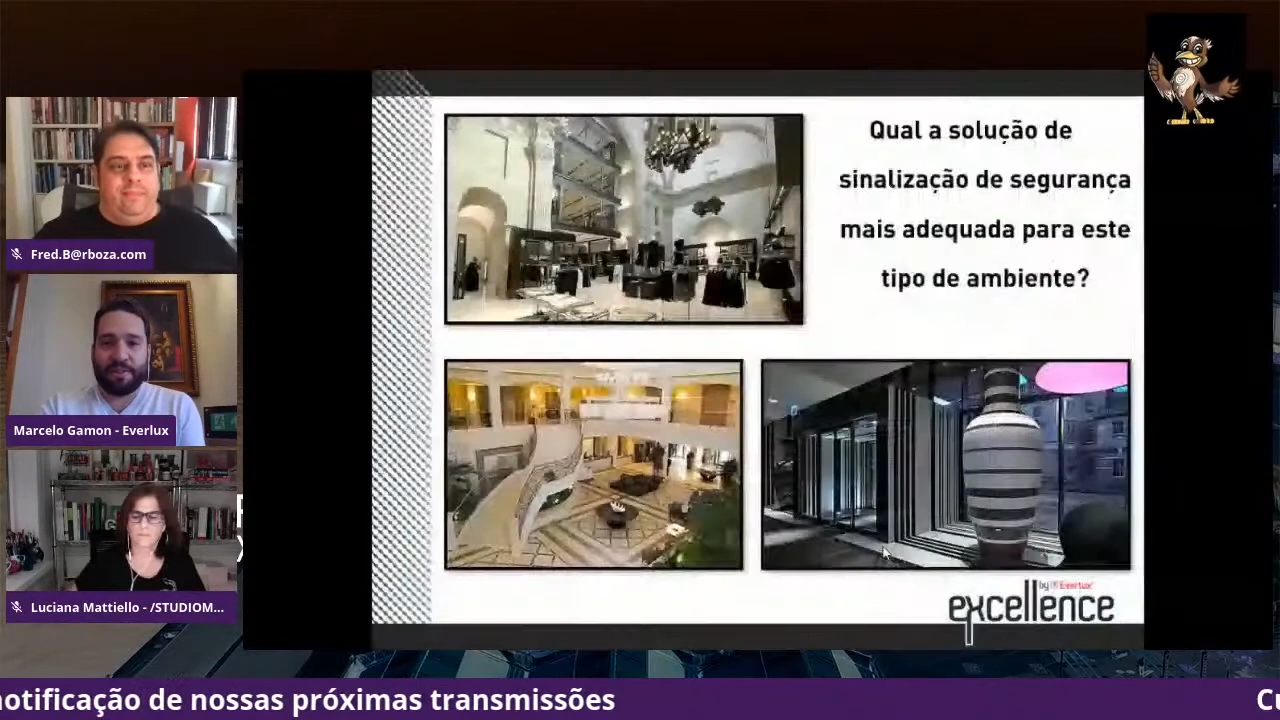 Qual a solução de
sinalização de segurança
mais adequada para este
tipo de ambiente?
Fred.B@rboza.com
Marcelo Gamon - Everlux
Luciana Mattiello - /STUDIOM...
by Everlux
excellence
notificação de nossas próximas transmissões